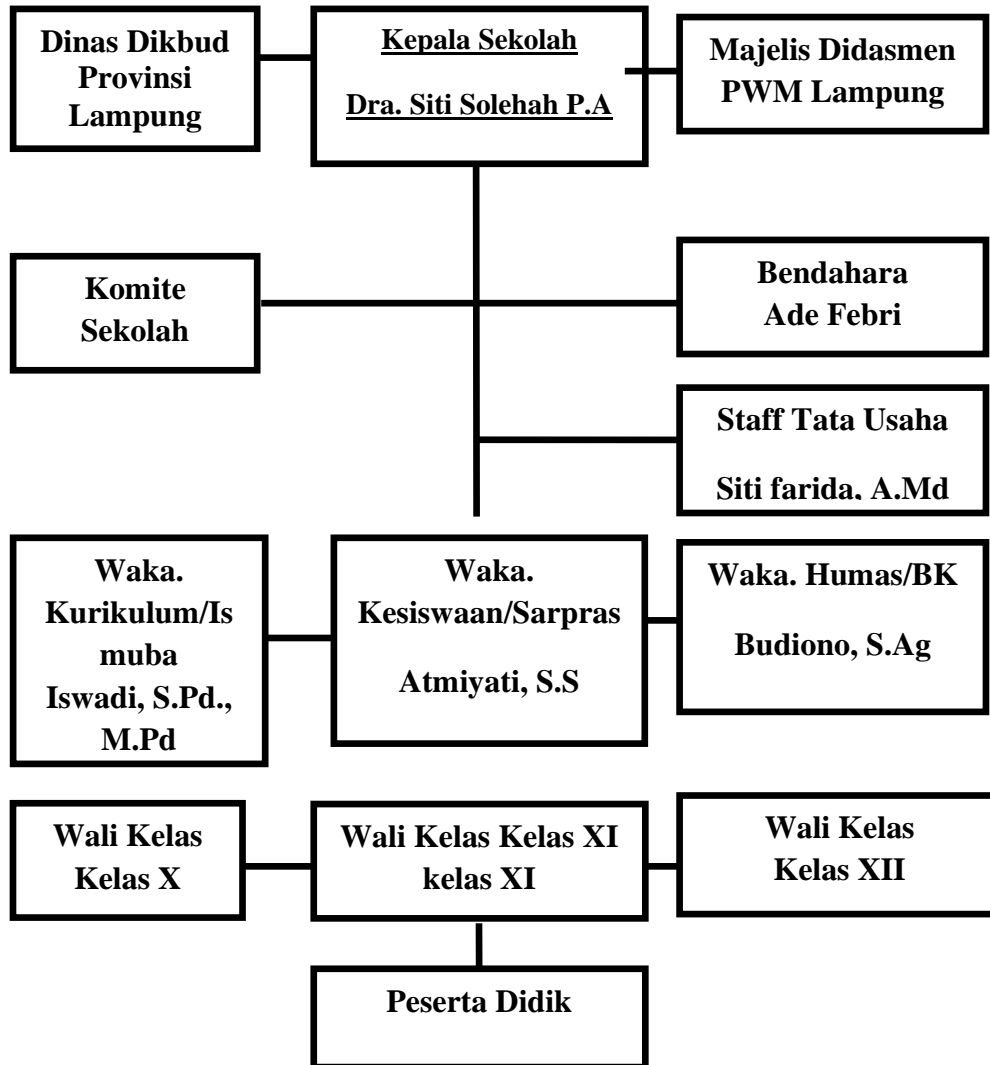 Dinas Dikbud
Provinsi
Lampung
Kepala Sekolah
Dra. Siti Solehah P.A
Majelis Didasmen
PWM Lampung
Komite
Sekolah
Bendahara
Ade Febri
Staff Tata Usaha
Siti farida, A.Md
Waka.
Kurikulum/Is
muba
Iswadi, S.Pd.,
M.Pd
Waka.
Kesiswaan/Sarpras
Atmiyati, S.S
Waka. Humas/BK
Budiono, S.Ag
Wali Kelas
Kelas X
Wali Kelas Kelas XI
kelas XI
Wali Kelas
Kelas XII
Peserta Didik